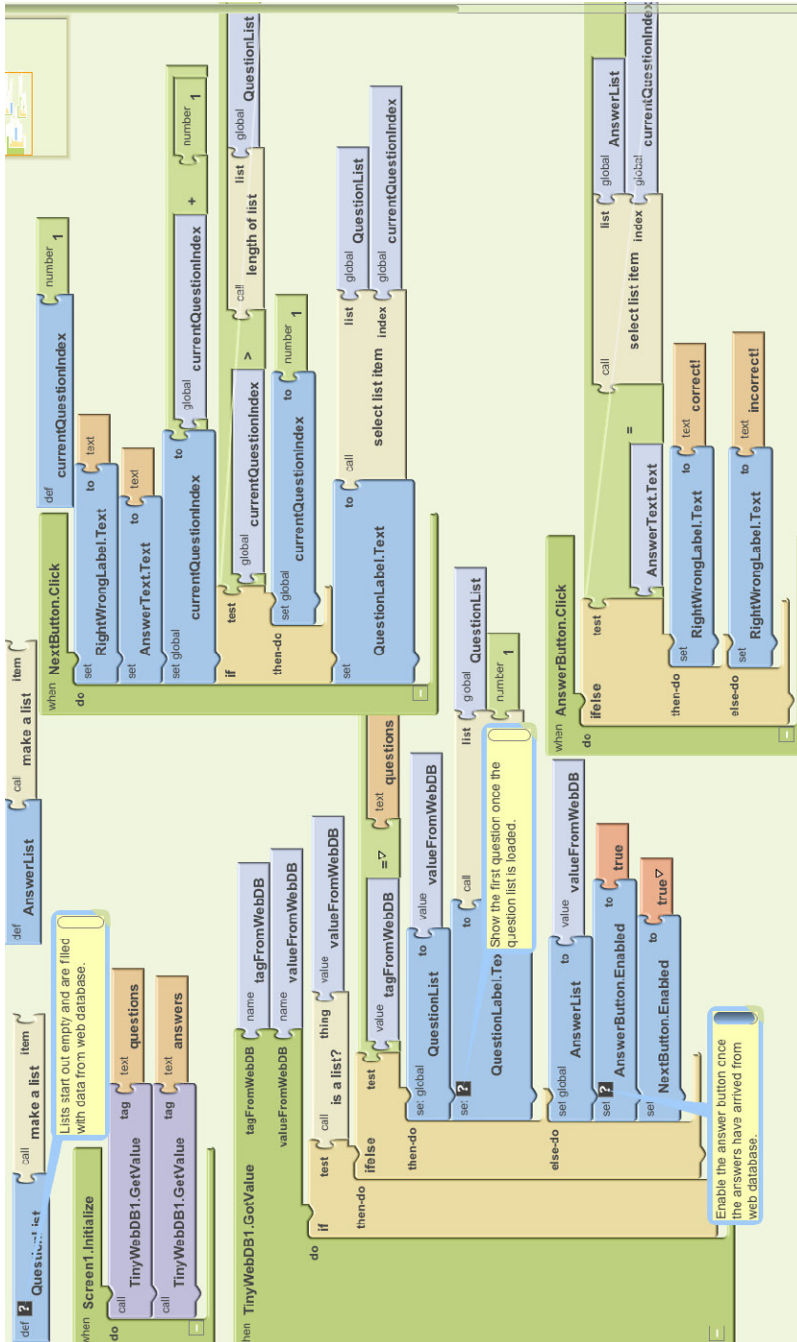 def ? QuestionList call make a list item
def AnswerList call make a list item
Lists start out empty and are filled
with data from web database.
when Screen1.Initialize
do
call TinyWebDB1.GetValue tag text questions
call TinyWebDB1.GetValue tag text answers
when TinyWebDB1.GotValue tagFromWebDB name tagFromWebDB
valueFromWebDB name valueFromWebDB
do if test call is a list? thing value valueFromWebDB
then-do ifelse test value tagFromWebDB = text questions
then-do set global QuestionList to value valueFromWebDB
set ? QuestionLabel.Tex to call list global QuestionList
number 1
Show the first question once the
question list is loaded.
else-do set global AnswerList to value valueFromWebDB
set ? AnswerButton.Enabled to true
set NextButton.Enabled to true
Enable the answer button once
the answers have arrived from
web database.
def currentQuestionIndex number 1
when NextButton.Click
do
set RightWrongLabel.Text to text
set AnswerText.Text to text
set global currentQuestionIndex to global currentQuestionIndex + number 1
if test global currentQuestionIndex > call length of list list global QuestionList
then-do set global currentQuestionIndex to number 1
set QuestionLabel.Text to call select list item list global QuestionList
index global currentQuestionIndex
when AnswerButton.Click
do ifelse test AnswerText.Text = call select list item list global AnswerList
index global currentQuestionIndex
then-do set RightWrongLabel.Text to text correct!
else-do set RightWrongLabel.Text to text incorrect!